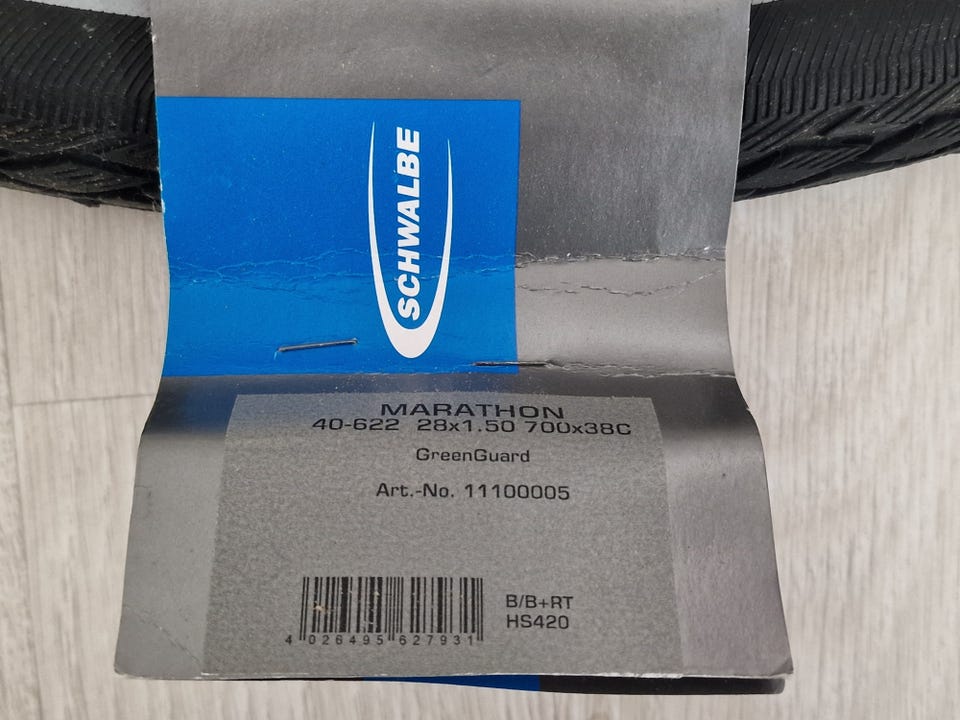 SCHWALBE
MARATHON
40-622 28x1.50 700x38C
GreenGuard
Art.-No. 11100005
B/B+RT
HS420
4 026495 627931